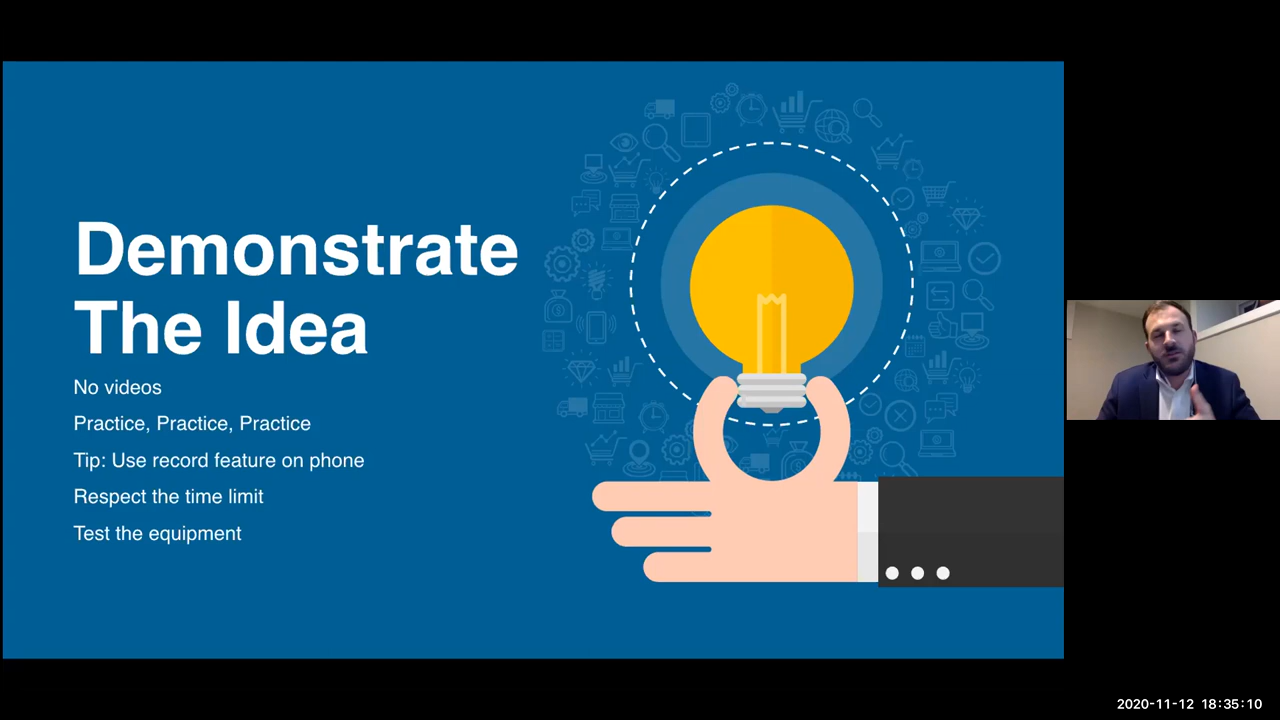 Demonstrate
The Idea
No videos
Practice, Practice, Practice
Tip: Use record feature on phone
Respect the time limit
Test the equipment
2020-11-12 18:35:10